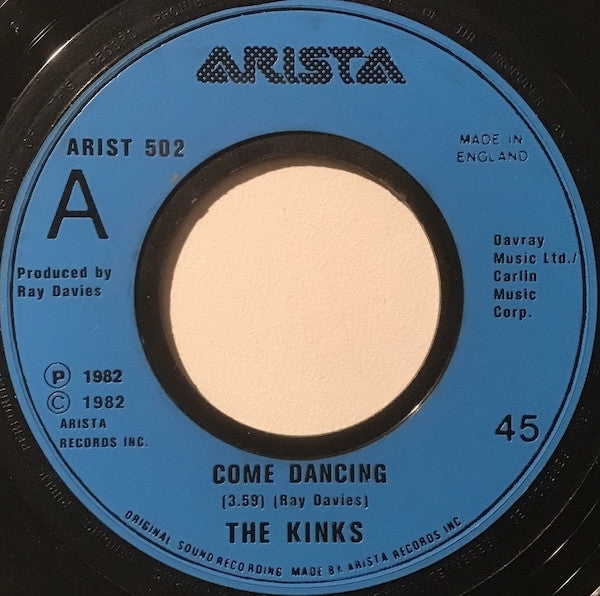 ARISTA
ARIST 502
MADE IN
ENGLAND
A
Produced by
Ray Davies
Davray
Music Ltd./
Carlin
Music
Corp.
Ⓟ 1982
© 1982
ARISTA
RECORDS INC.
45
COME DANCING
(3.59) (Ray Davies)
THE KINKS
ORIGINAL SOUND RECORDING MADE BY ARISTA RECORDS INC.